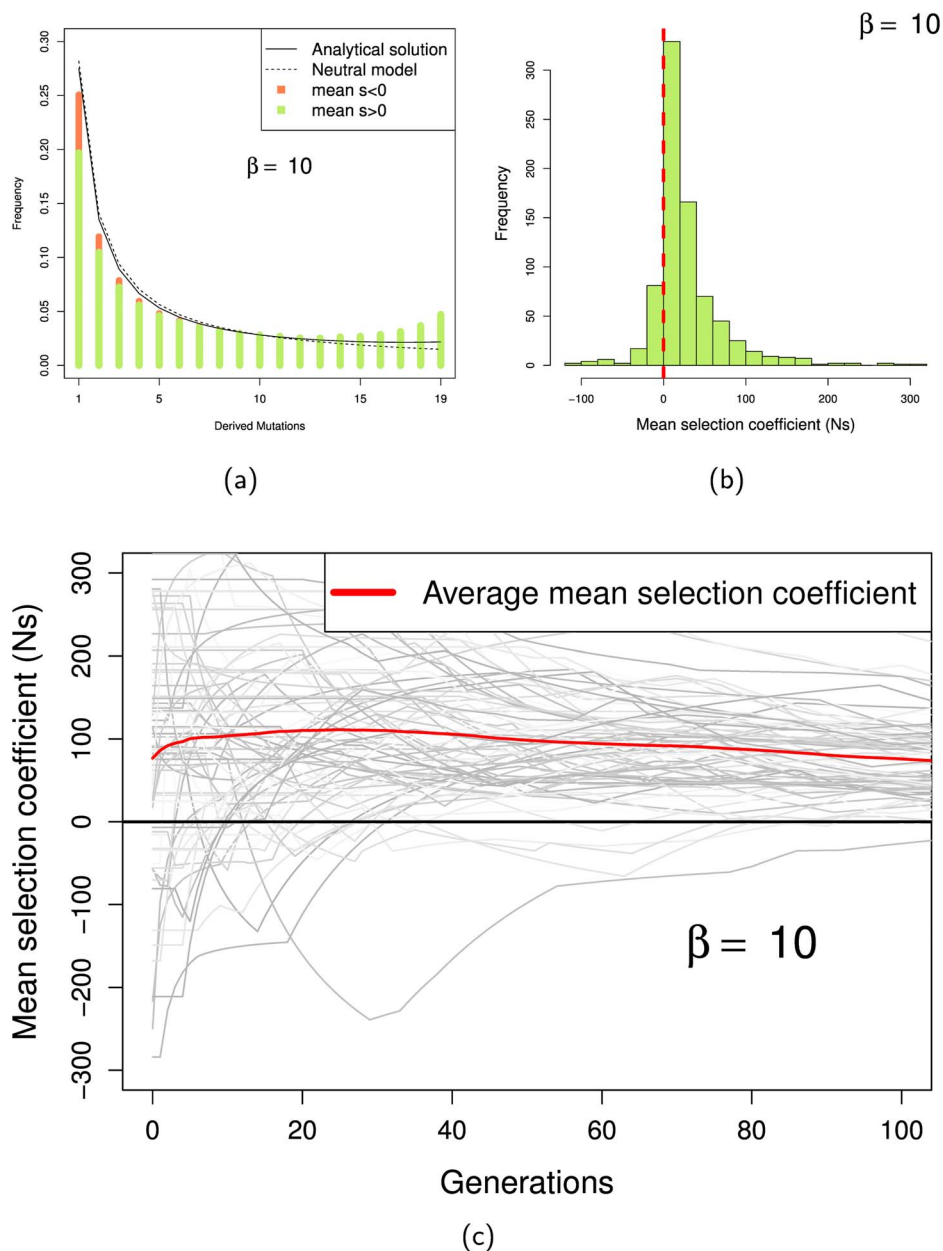 Analytical solution
Neutral model
mean s<0
mean s>0
β = 10
0.30
0.25
0.20
0.15
0.10
0.05
0.00
Frequency
1 5 10 15 19
Derived Mutations
(a)
β = 10
300
250
200
150
100
50
0
Frequency
−100 0 100 200 300
Mean selection coefficient (Ns)
(b)
Average mean selection coefficient
300
200
100
0
−100
−200
−300
Mean selection coefficient (Ns)
β = 10
0 20 40 60 80 100
Generations
(c)